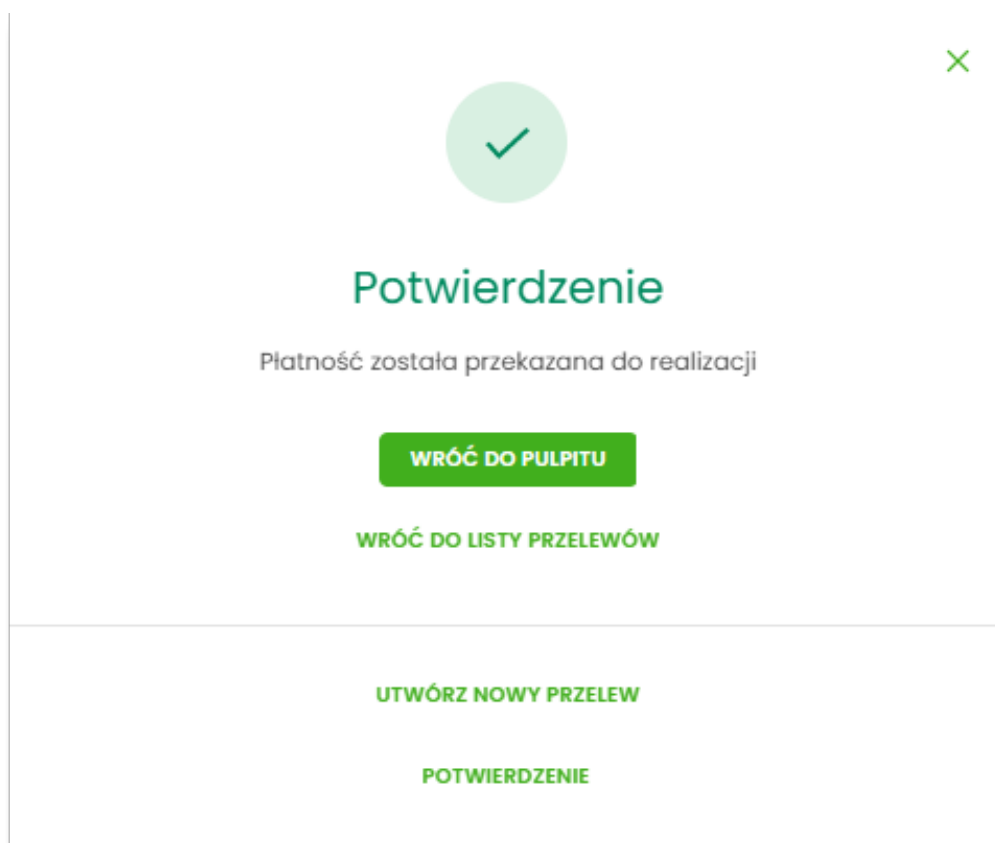 Potwierdzenie
Płatność została przekazana do realizacji
WRÓĆ DO PULPITU
WRÓĆ DO LISTY PRZELEWÓW
UTWÓRZ NOWY PRZELEW
POTWIERDZENIE